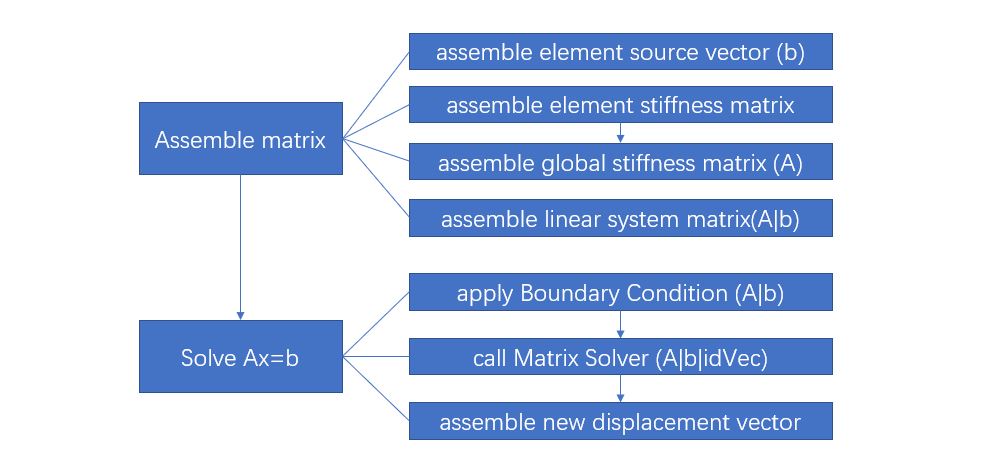 Assemble matrix
assemble element source vector (b)
assemble element stiffness matrix
assemble global stiffness matrix (A)
assemble linear system matrix(A|b)
Solve Ax=b
apply Boundary Condition (A|b)
call Matrix Solver (A|b|idVec)
assemble new displacement vector